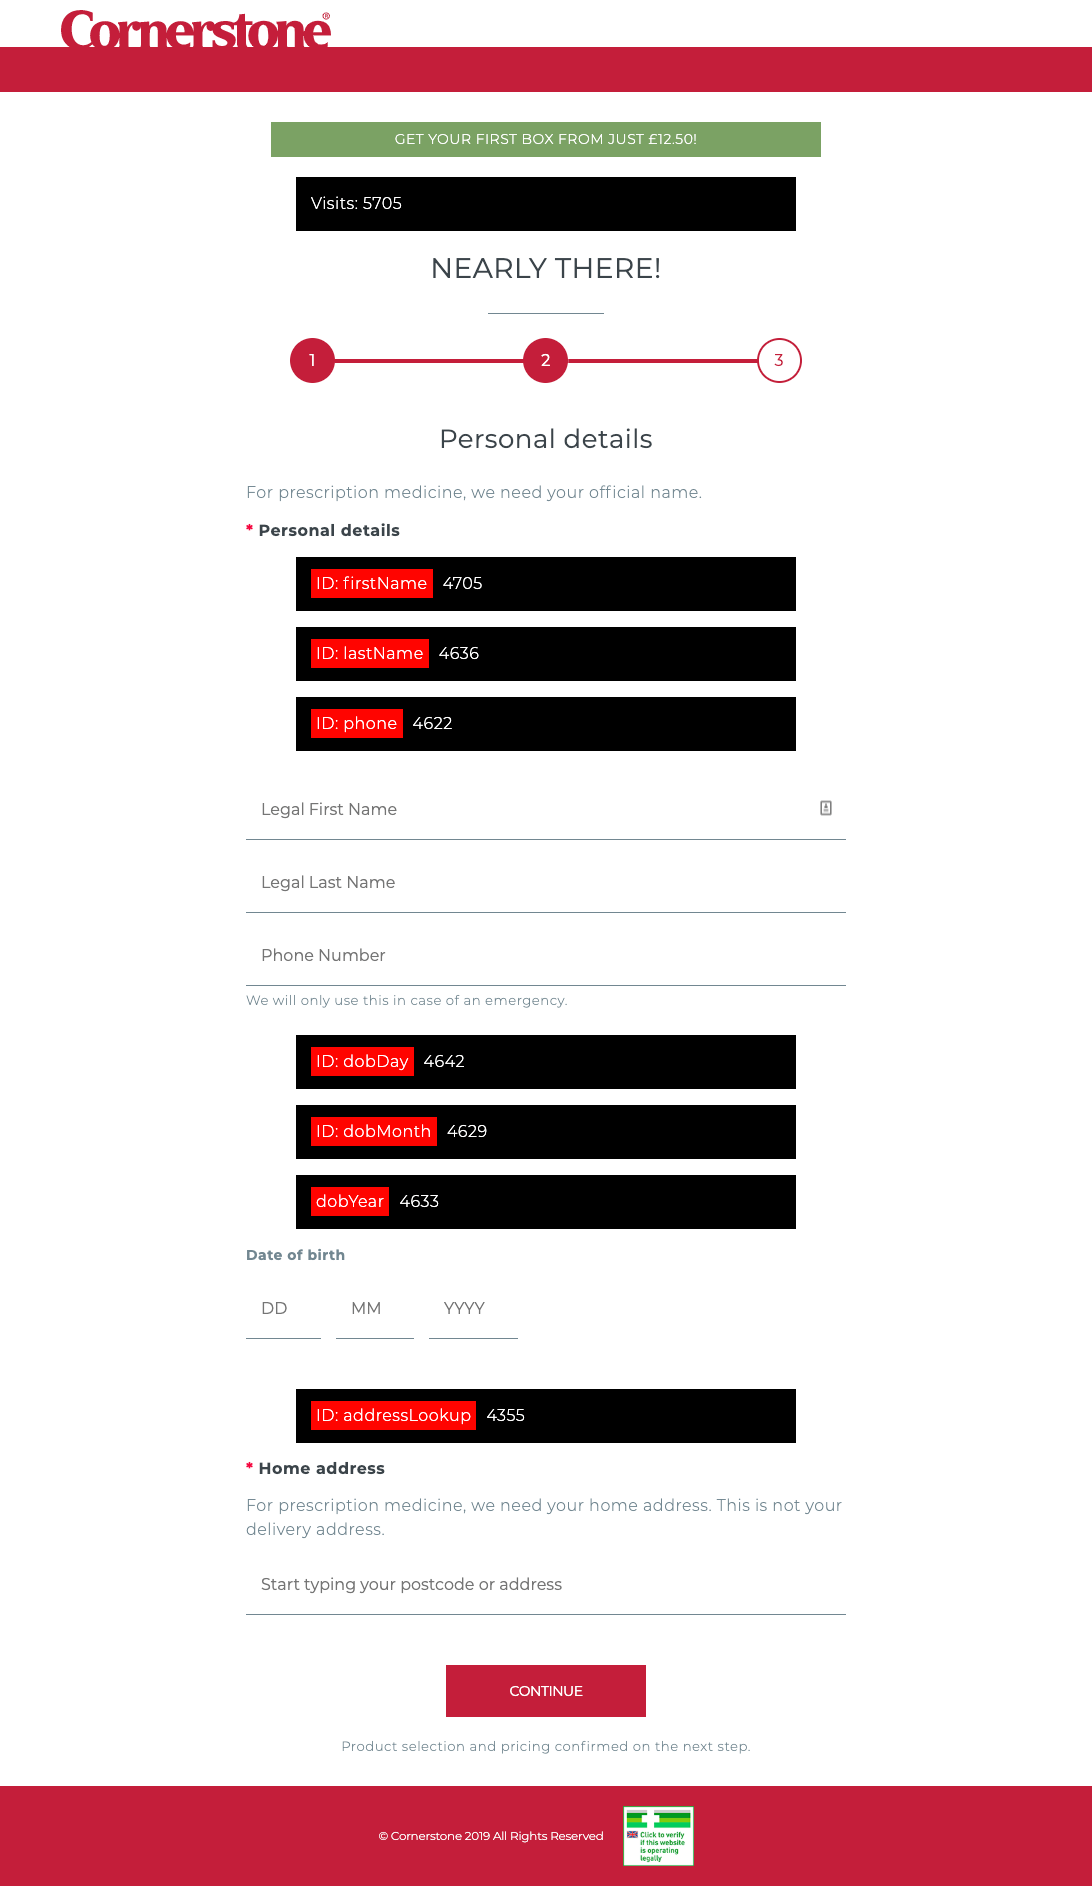 Cornerstone®
GET YOUR FIRST BOX FROM JUST £12.50!
Visits: 5705
NEARLY THERE!
1 2 3
Personal details
For prescription medicine, we need your official name.
* Personal details
ID: firstName 4705
ID: lastName 4636
ID: phone 4622
Legal First Name
Legal Last Name
Phone Number
We will only use this in case of an emergency.
ID: dobDay 4642
ID: dobMonth 4629
dobYear 4633
Date of birth
DD MM YYYY
ID: addressLookup 4355
* Home address
For prescription medicine, we need your home address. This is not your
delivery address.
Start typing your postcode or address
CONTINUE
Product selection and pricing confirmed on the next step.
© Cornerstone 2019 All Rights Reserved
Click to verify
if this website
is operating
legally